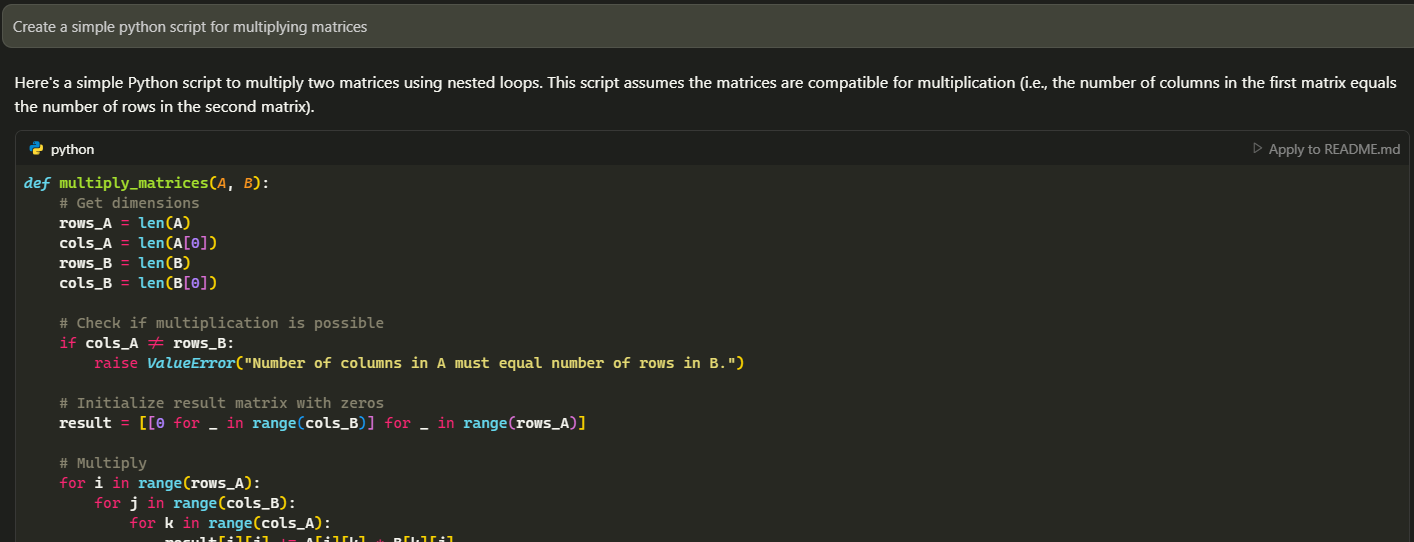 Create a simple python script for multiplying matrices
Here's a simple Python script to multiply two matrices using nested loops. This script assumes the matrices are compatible for multiplication (i.e., the number of columns in the first matrix equals
the number of rows in the second matrix).
python
Apply to README.md
def multiply_matrices(A, B):
    # Get dimensions
    rows_A = len(A)
    cols_A = len(A[0])
    rows_B = len(B)
    cols_B = len(B[0])
    # Check if multiplication is possible
    if cols_A ≠ rows_B:
        raise ValueError("Number of columns in A must equal number of rows in B.")
    # Initialize result matrix with zeros
    result = [[0 for _ in range(cols_B)] for _ in range(rows_A)]
    # Multiply
    for i in range(rows_A):
        for j in range(cols_B):
            for k in range(cols_A):
                result[i][j] += A[i][k] * B[k][j]